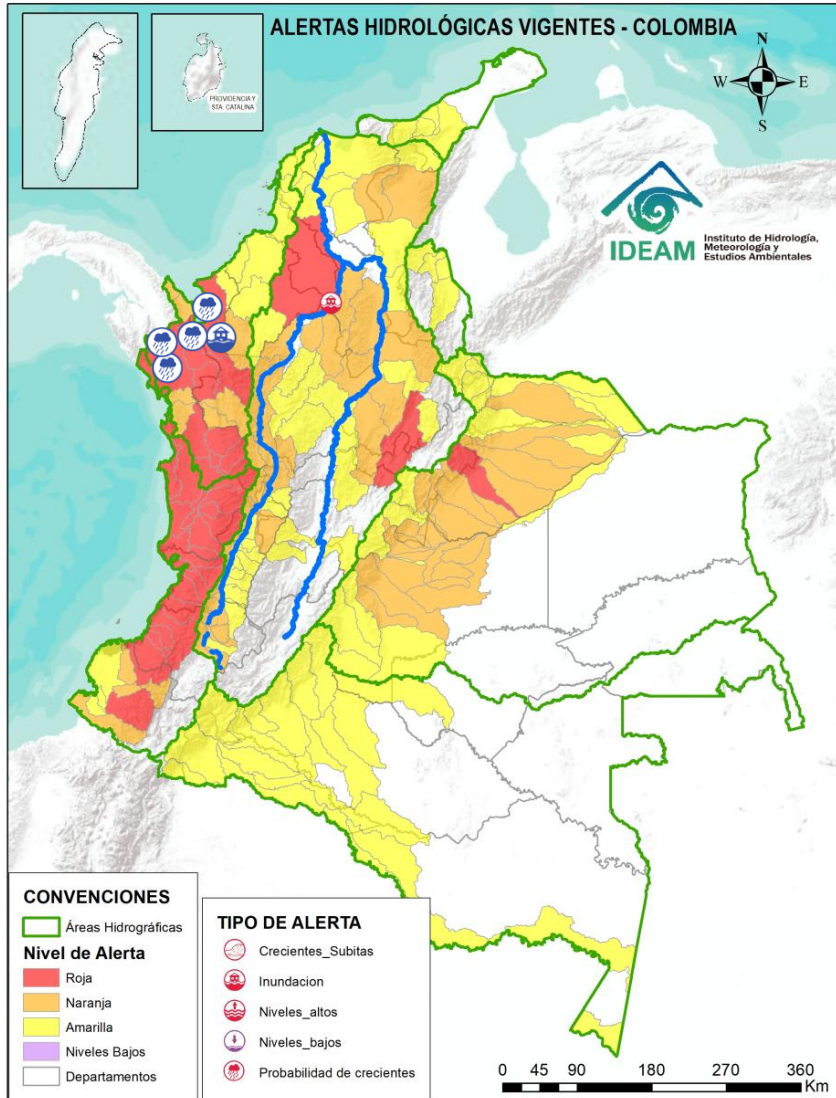 ALERTAS HIDROLÓGICAS VIGENTES - COLOMBIA
PROVIDENCIA Y
STA. CATALINA
N
W
E
S
IDEAM
Instituto de Hidrología,
Meteorología y
Estudios Ambientales
CONVENCIONES
Áreas Hidrográficas
Nivel de Alerta
Roja
Naranja
Amarilla
Niveles Bajos
Departamentos
TIPO DE ALERTA
Crecientes_Subitas
Inundacion
Niveles_altos
Niveles_bajos
Probabilidad de crecientes
0 45 90 180 270 360
Km